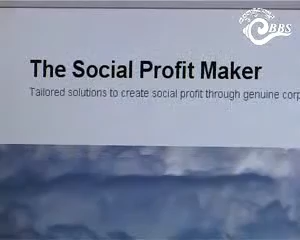 BBS
The Social Profit Maker
Tailored solutions to create social profit through genuine corp